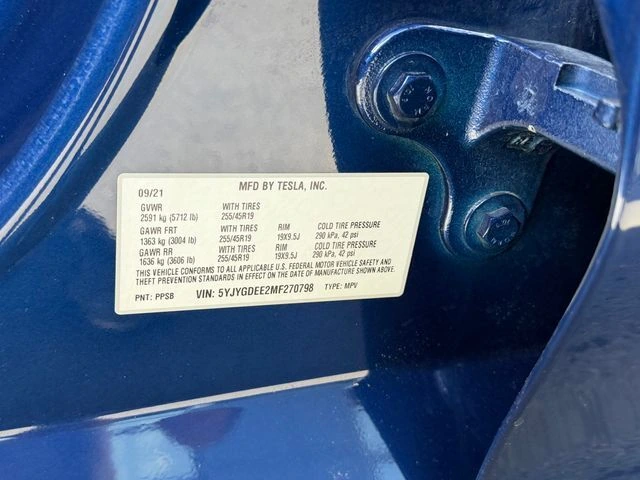 09/21 MFD BY TESLA, INC.
GVWR WITH TIRES
2591 kg (5712 lb) 255/45R19
GAWR FRT WITH TIRES RIM COLD TIRE PRESSURE
1363 kg (3004 lb) 255/45R19 19X9.5J 290 kPa, 42 psi
GAWR RR WITH TIRES RIM COLD TIRE PRESSURE
1636 kg (3606 lb) 255/45R19 19X9.5J 290 kPa, 42 psi
THIS VEHICLE CONFORMS TO ALL APPLICABLE U.S. FEDERAL MOTOR VEHICLE SAFETY AND
THEFT PREVENTION STANDARDS IN EFFECT ON THE DATE OF MANUFACTURE SHOWN ABOVE.
PNT: PPSB VIN: 5YJYGDEE2MF270798 TYPE: MPV